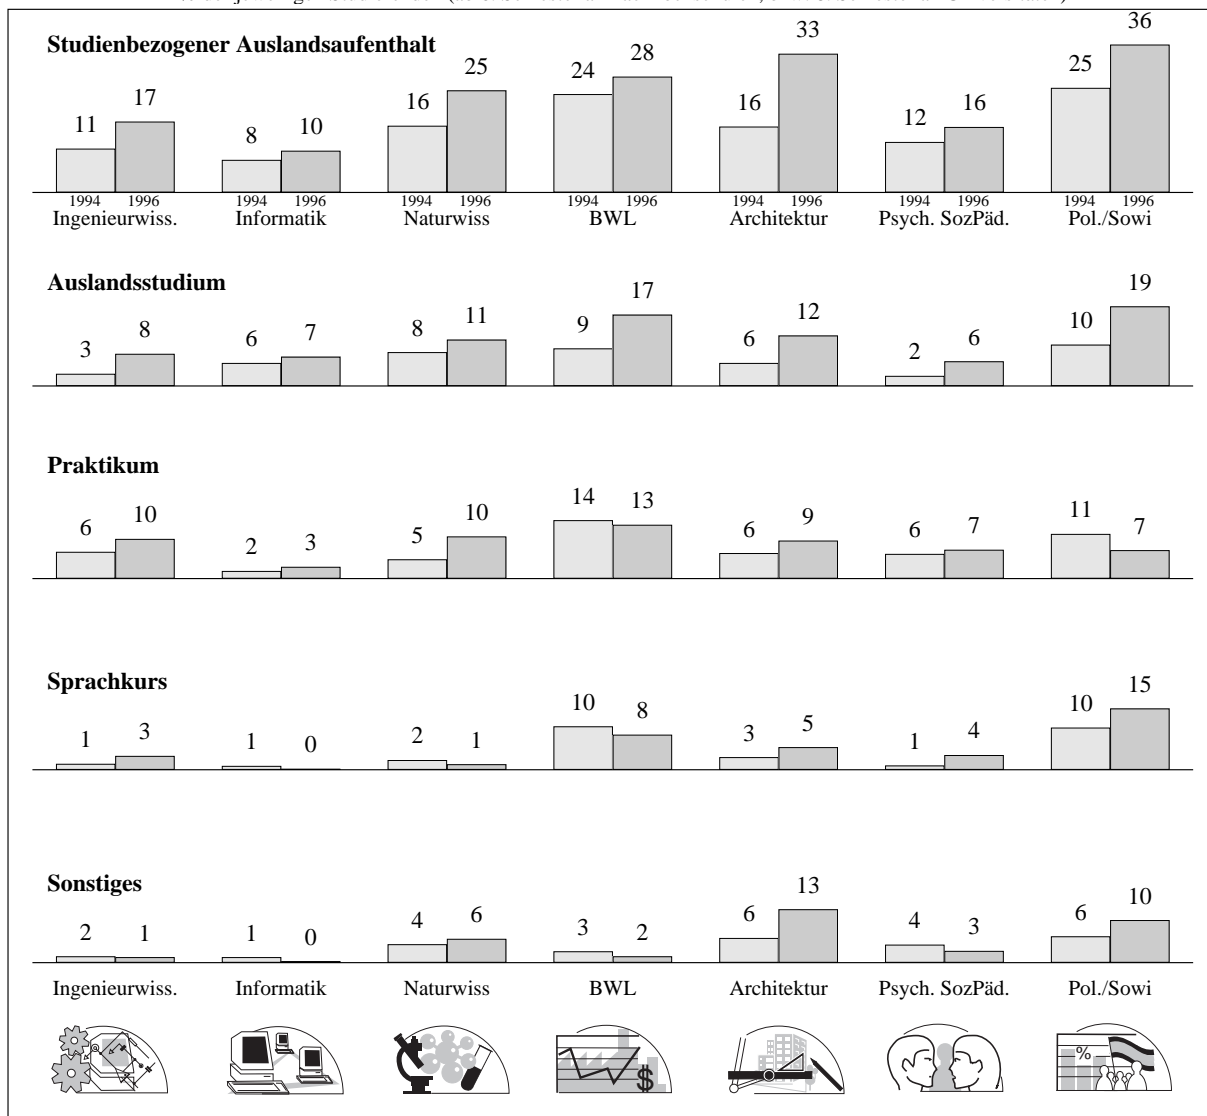 Studienbezogener Auslandsaufenthalt
11 17 8 10 16 25 24 28 16 33 12 16 25 36
1994 1996 1994 1996 1994 1996 1994 1996 1994 1996 1994 1996 1994 1996
Ingenieurwiss. Informatik Naturwiss BWL Architektur Psych. SozPäd. Pol./Sowi
Auslandsstudium
3 8 6 7 8 11 9 17 6 12 2 6 10 19
Praktikum
6 10 2 3 5 10 14 13 6 9 6 7 11 7
Sprachkurs
1 3 1 0 2 1 10 8 3 5 1 4 10 15
Sonstiges
2 1 1 0 4 6 3 2 6 13 4 3 6 10
Ingenieurwiss. Informatik Naturwiss BWL Architektur Psych. SozPäd. Pol./Sowi
$ %